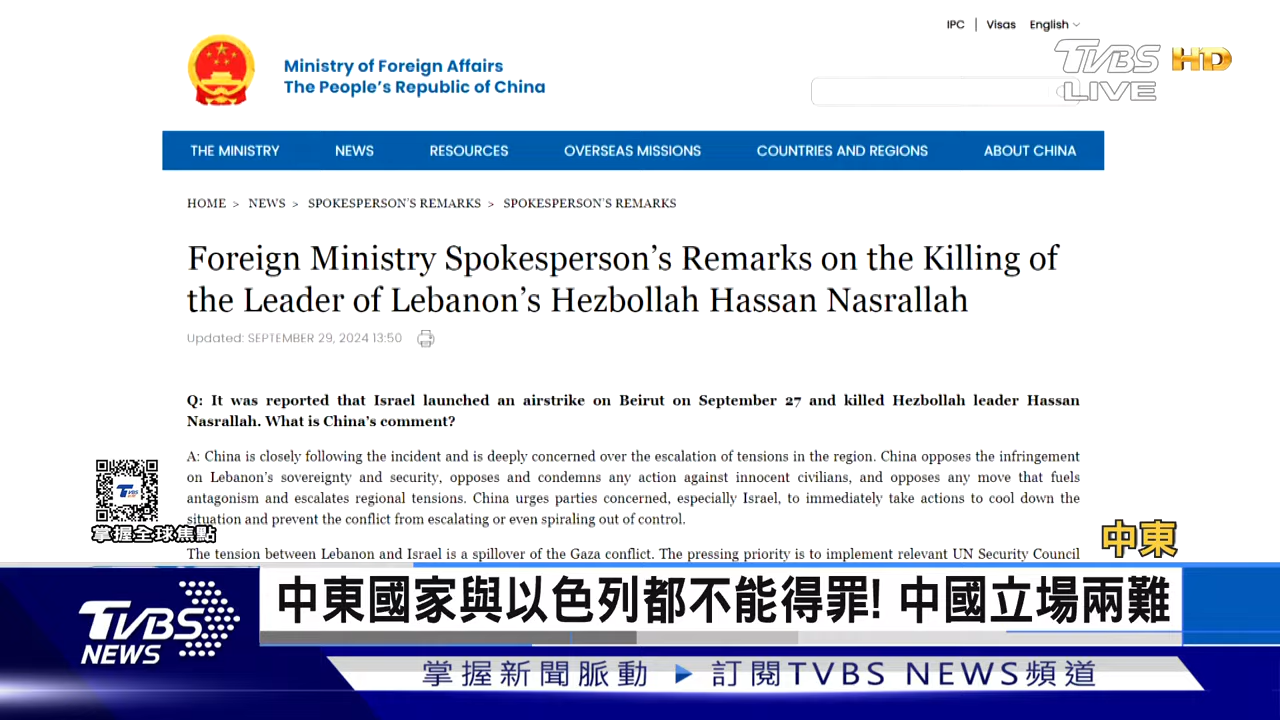 IPC | Visas English
TVBS HD
LIVE
Ministry of Foreign Affairs
The People's Republic of China
THE MINISTRY NEWS RESOURCES OVERSEAS MISSIONS COUNTRIES AND REGIONS ABOUT CHINA
HOME > NEWS > SPOKESPERSON'S REMARKS > SPOKESPERSON'S REMARKS
Foreign Ministry Spokesperson's Remarks on the Killing of
the Leader of Lebanon's Hezbollah Hassan Nasrallah
Updated: SEPTEMBER 29, 2024 13:50
Q: It was reported that Israel launched an airstrike on Beirut on September 27 and killed Hezbollah leader Hassan
Nasrallah. What is China's comment?
A: China is closely following the incident and is deeply concerned over the escalation of tensions in the region. China opposes the infringement
on Lebanon's sovereignty and security, opposes and condemns any action against innocent civilians, and opposes any move that fuels
antagonism and escalates regional tensions. China urges parties concerned, especially Israel, to immediately take actions to cool down the
situation and prevent the conflict from escalating or even spiraling out of control.
The tension between Lebanon and Israel is a spillover of the Gaza conflict. The pressing priority is to implement relevant UN Security Council
TVBS
掌握全球焦點
中東
中東國家與以色列都不能得罪! 中國立場兩難
TVBS
NEWS
掌握新聞脈動 ▶ 訂閱TVBS NEWS頻道